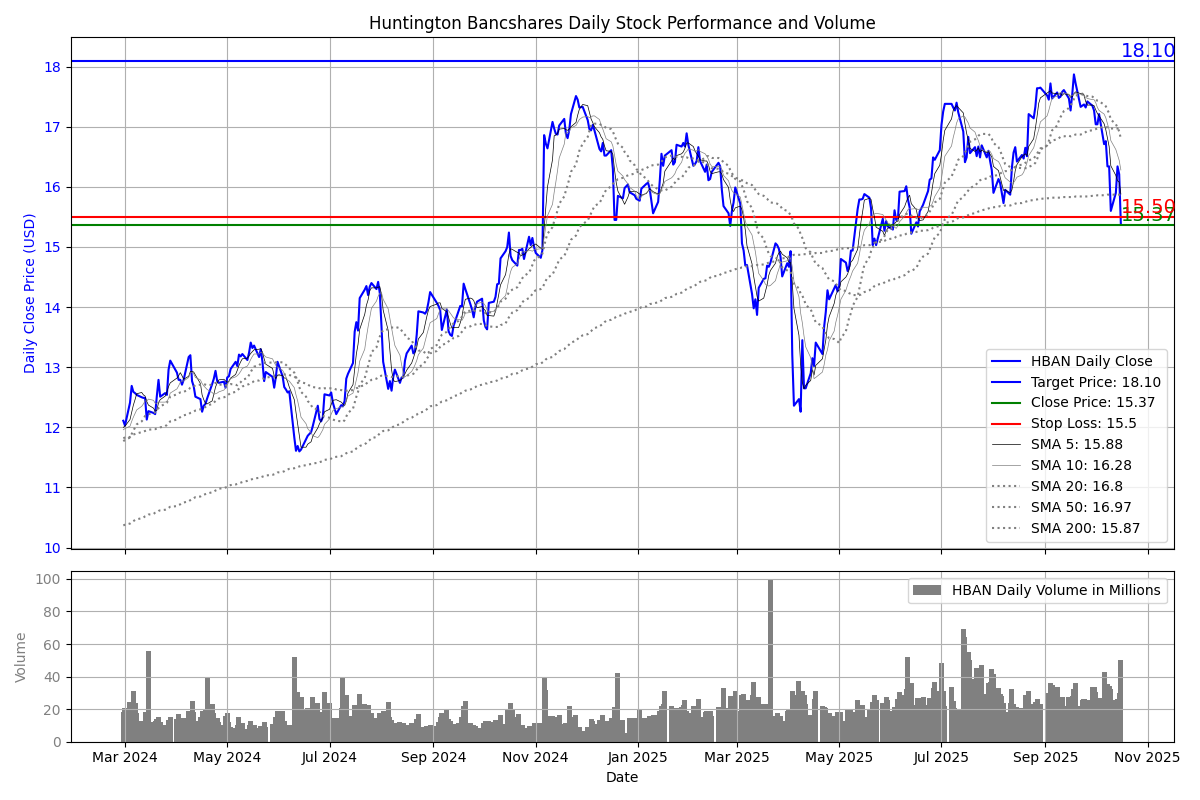 Huntington Bancshares Daily Stock Performance and Volume
Daily Close Price (USD)
18
17
16
15
14
13
12
11
10
18.10
15.50
15.37
HBAN Daily Close
Target Price: 18.10
Close Price: 15.37
Stop Loss: 15.5
SMA 5: 15.88
SMA 10: 16.28
SMA 20: 16.8
SMA 50: 16.97
SMA 200: 15.87
Volume
100
80
60
40
20
0
HBAN Daily Volume in Millions
Mar 2024 May 2024 Jul 2024 Sep 2024 Nov 2024 Jan 2025 Mar 2025 May 2025 Jul 2025 Sep 2025 Nov 2025
Date